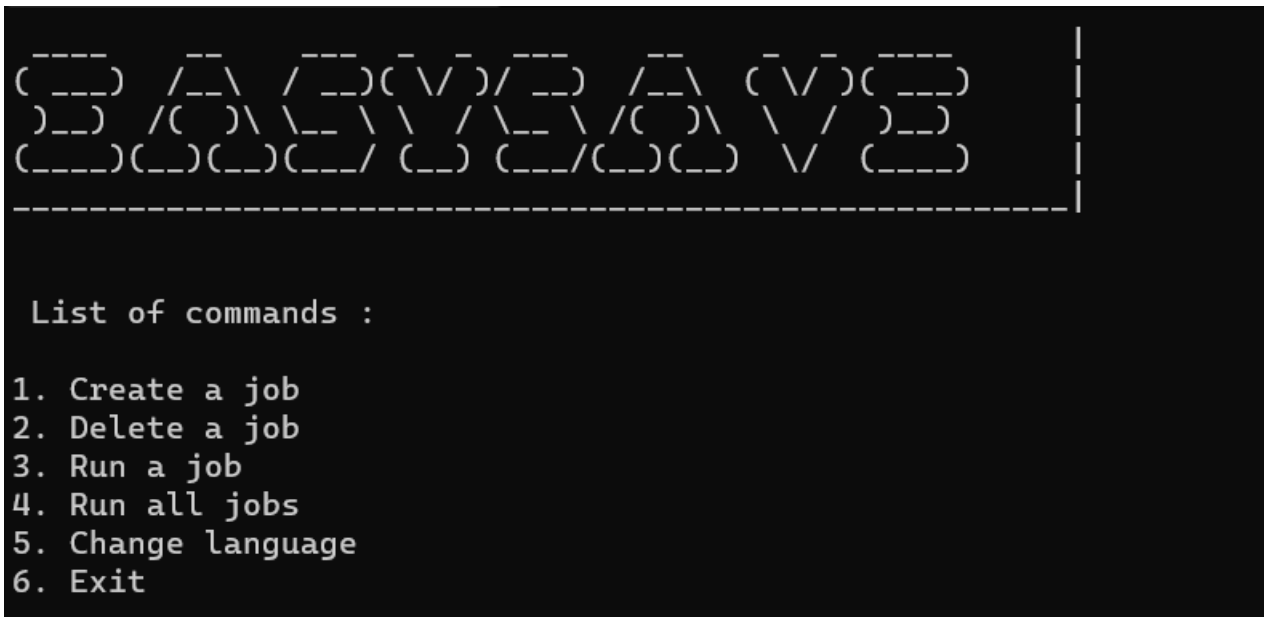 EASYSAVE
List of commands :
1. Create a job
2. Delete a job
3. Run a job
4. Run all jobs
5. Change language
6. Exit